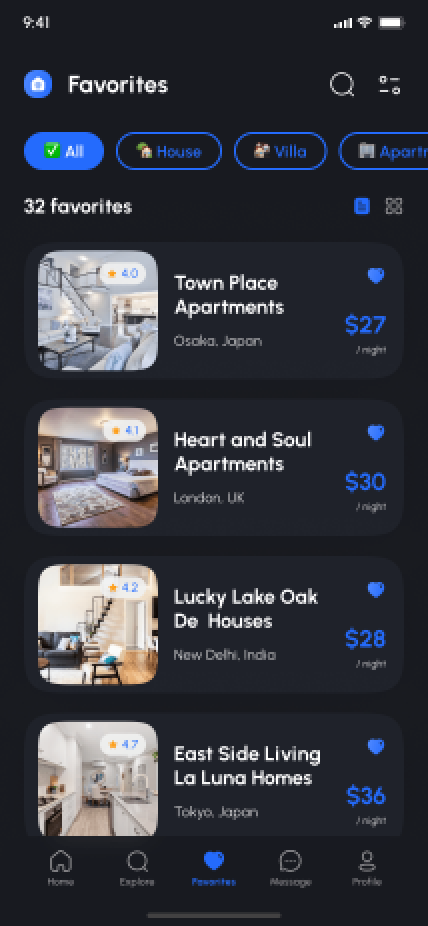 9:41
Favorites
All
House
Villa
Apartm
32 favorites
4.0
Town Place
Apartments
Osaka, Japan
$27
/ night
4.1
Heart and Soul
Apartments
London, UK
$30
/ night
4.2
Lucky Lake Oak
De Houses
New Delhi, India
$28
/ night
4.7
East Side Living
La Luna Homes
Tokyo, Japan
$36
/ night
Home
Explore
Favorites
Message
Profile